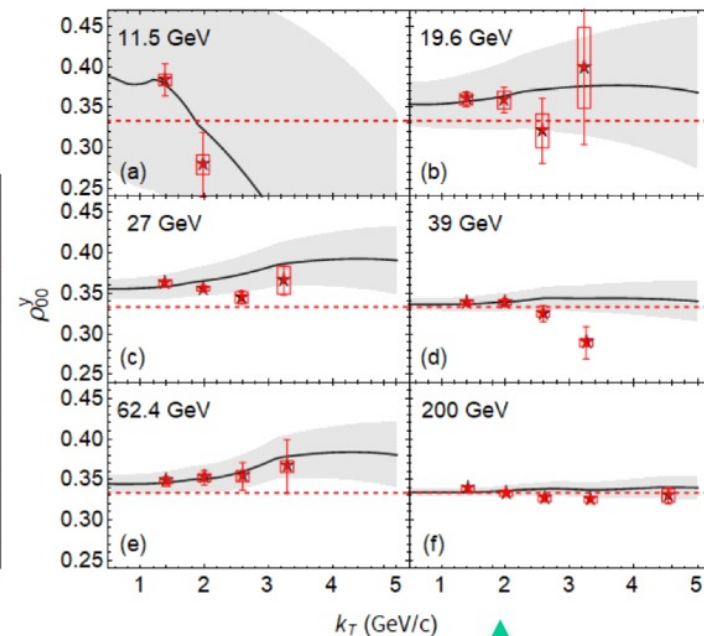 11.5 GeV
19.6 GeV
0.45
0.40
0.35
0.30
0.25
(a)
(b)
27 GeV
39 GeV
0.45
0.40
0.35
0.30
0.25
(c)
(d)
ρ^y_00
62.4 GeV
200 GeV
0.45
0.40
0.35
0.30
0.25
(e)
(f)
1 2 3 4 5 1 2 3 4 5
k_T (GeV/c)